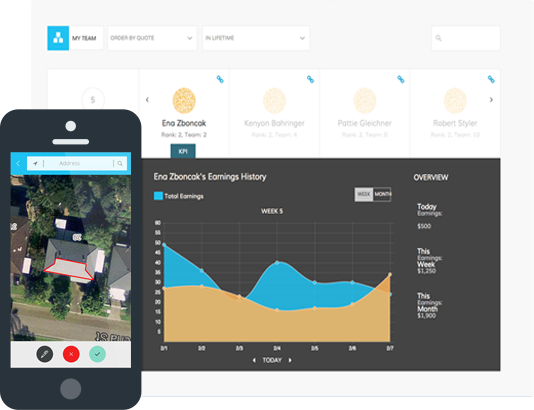 MY TEAM
ORDER BY QUOTE
IN LIFETIME
5
Ena Zboncak
Rank: 2, Team: 2
KPI
Kenyon Bahringer
Rank: 2, Team: 4
Pattie Gleichner
Rank: 2, Team:
Robert Styler
Rank: 2, Team: 10
Ena Zboncak's Earnings History
Total Earnings
WEEK MONTH
WEEK 5
60
55
50
45
40
35
30
25
20
15
10
5
2/1 2/2 2/3 2/4 2/5 2/6 2/7
TODAY
OVERVIEW
Today
Earnings:
$500
This
Earnings:
Week
$1,250
This
Earnings:
Month
$1,900
Address